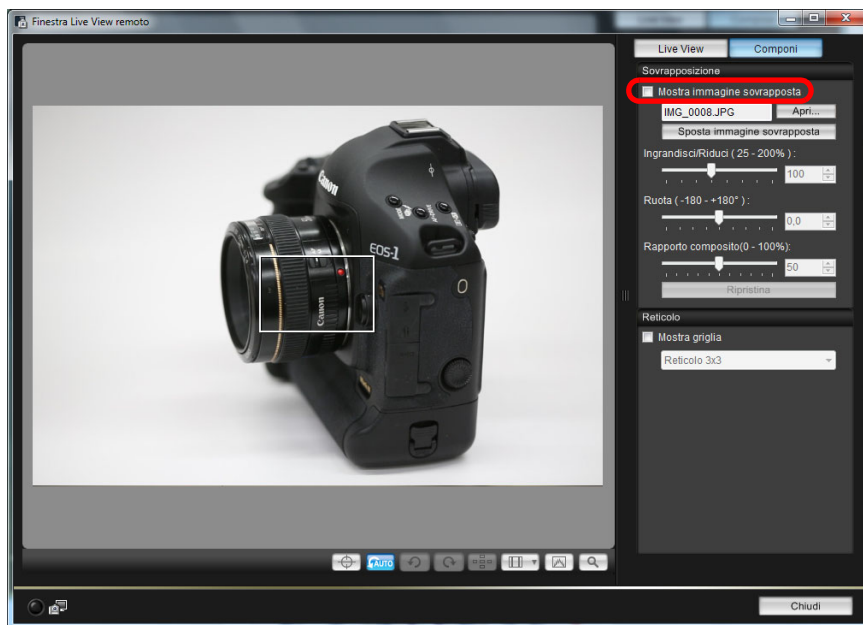 Finestra Live View remoto
Live View
Componi
Sovrapposizione
Mostra immagine sovrapposta
IMG_0008.JPG
Apri...
Sposta immagine sovrapposta
Ingrandisci/Riduci ( 25 - 200% ) :
100
Ruota ( -180 - +180° ) :
0,0
Rapporto composito(0 - 100%):
50
Ripristina
Reticolo
Mostra griglia
Reticolo 3x3
Canon
EOS-1
Canon
AUTO
Chiudi